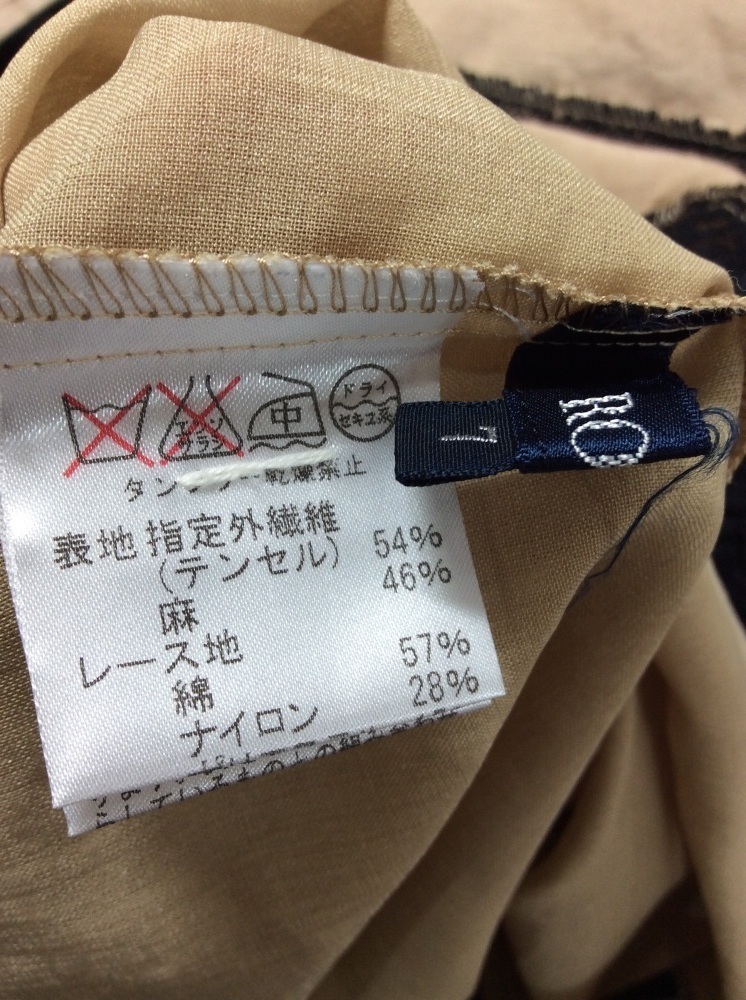 エンソ
サラシ
中
ドライ
セキユ系
タンブラー乾燥禁止
表地 指定外繊維
(テンセル) 54%
麻 46%
レース地
綿 57%
ナイロン 28%
RO